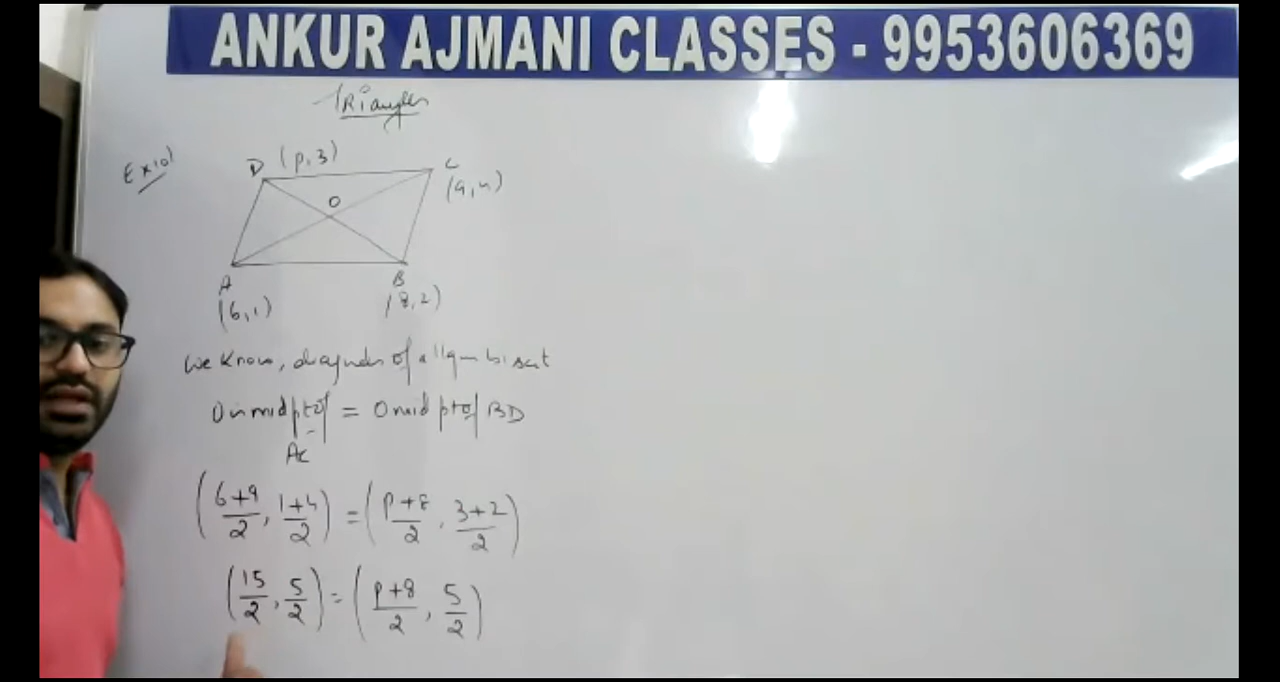 ANKUR AJMANI CLASSES - 9953606369
Triangles
Ex 10)
D (p, 3)
C
(9, 4)
O
A
(6, 1)
B
(8, 2)
We know, of a ||gm bisect
O is mid pt of = O mid pt of BD
AC
(6+9/2, 1+4/2) = (p+8/2, 3+2/2)
(15/2, 5/2) = (p+8/2, 5/2)